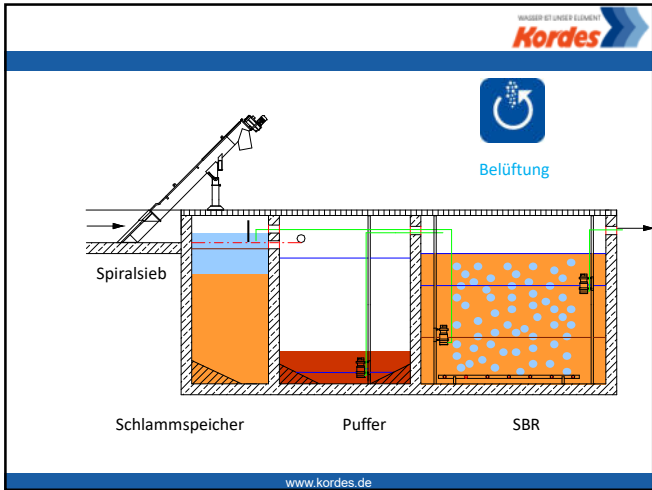 WASSER IST UNSER ELEMENT
Kordes
Belüftung
Spiralsieb
Schlammspeicher
Puffer
SBR
www.kordes.de